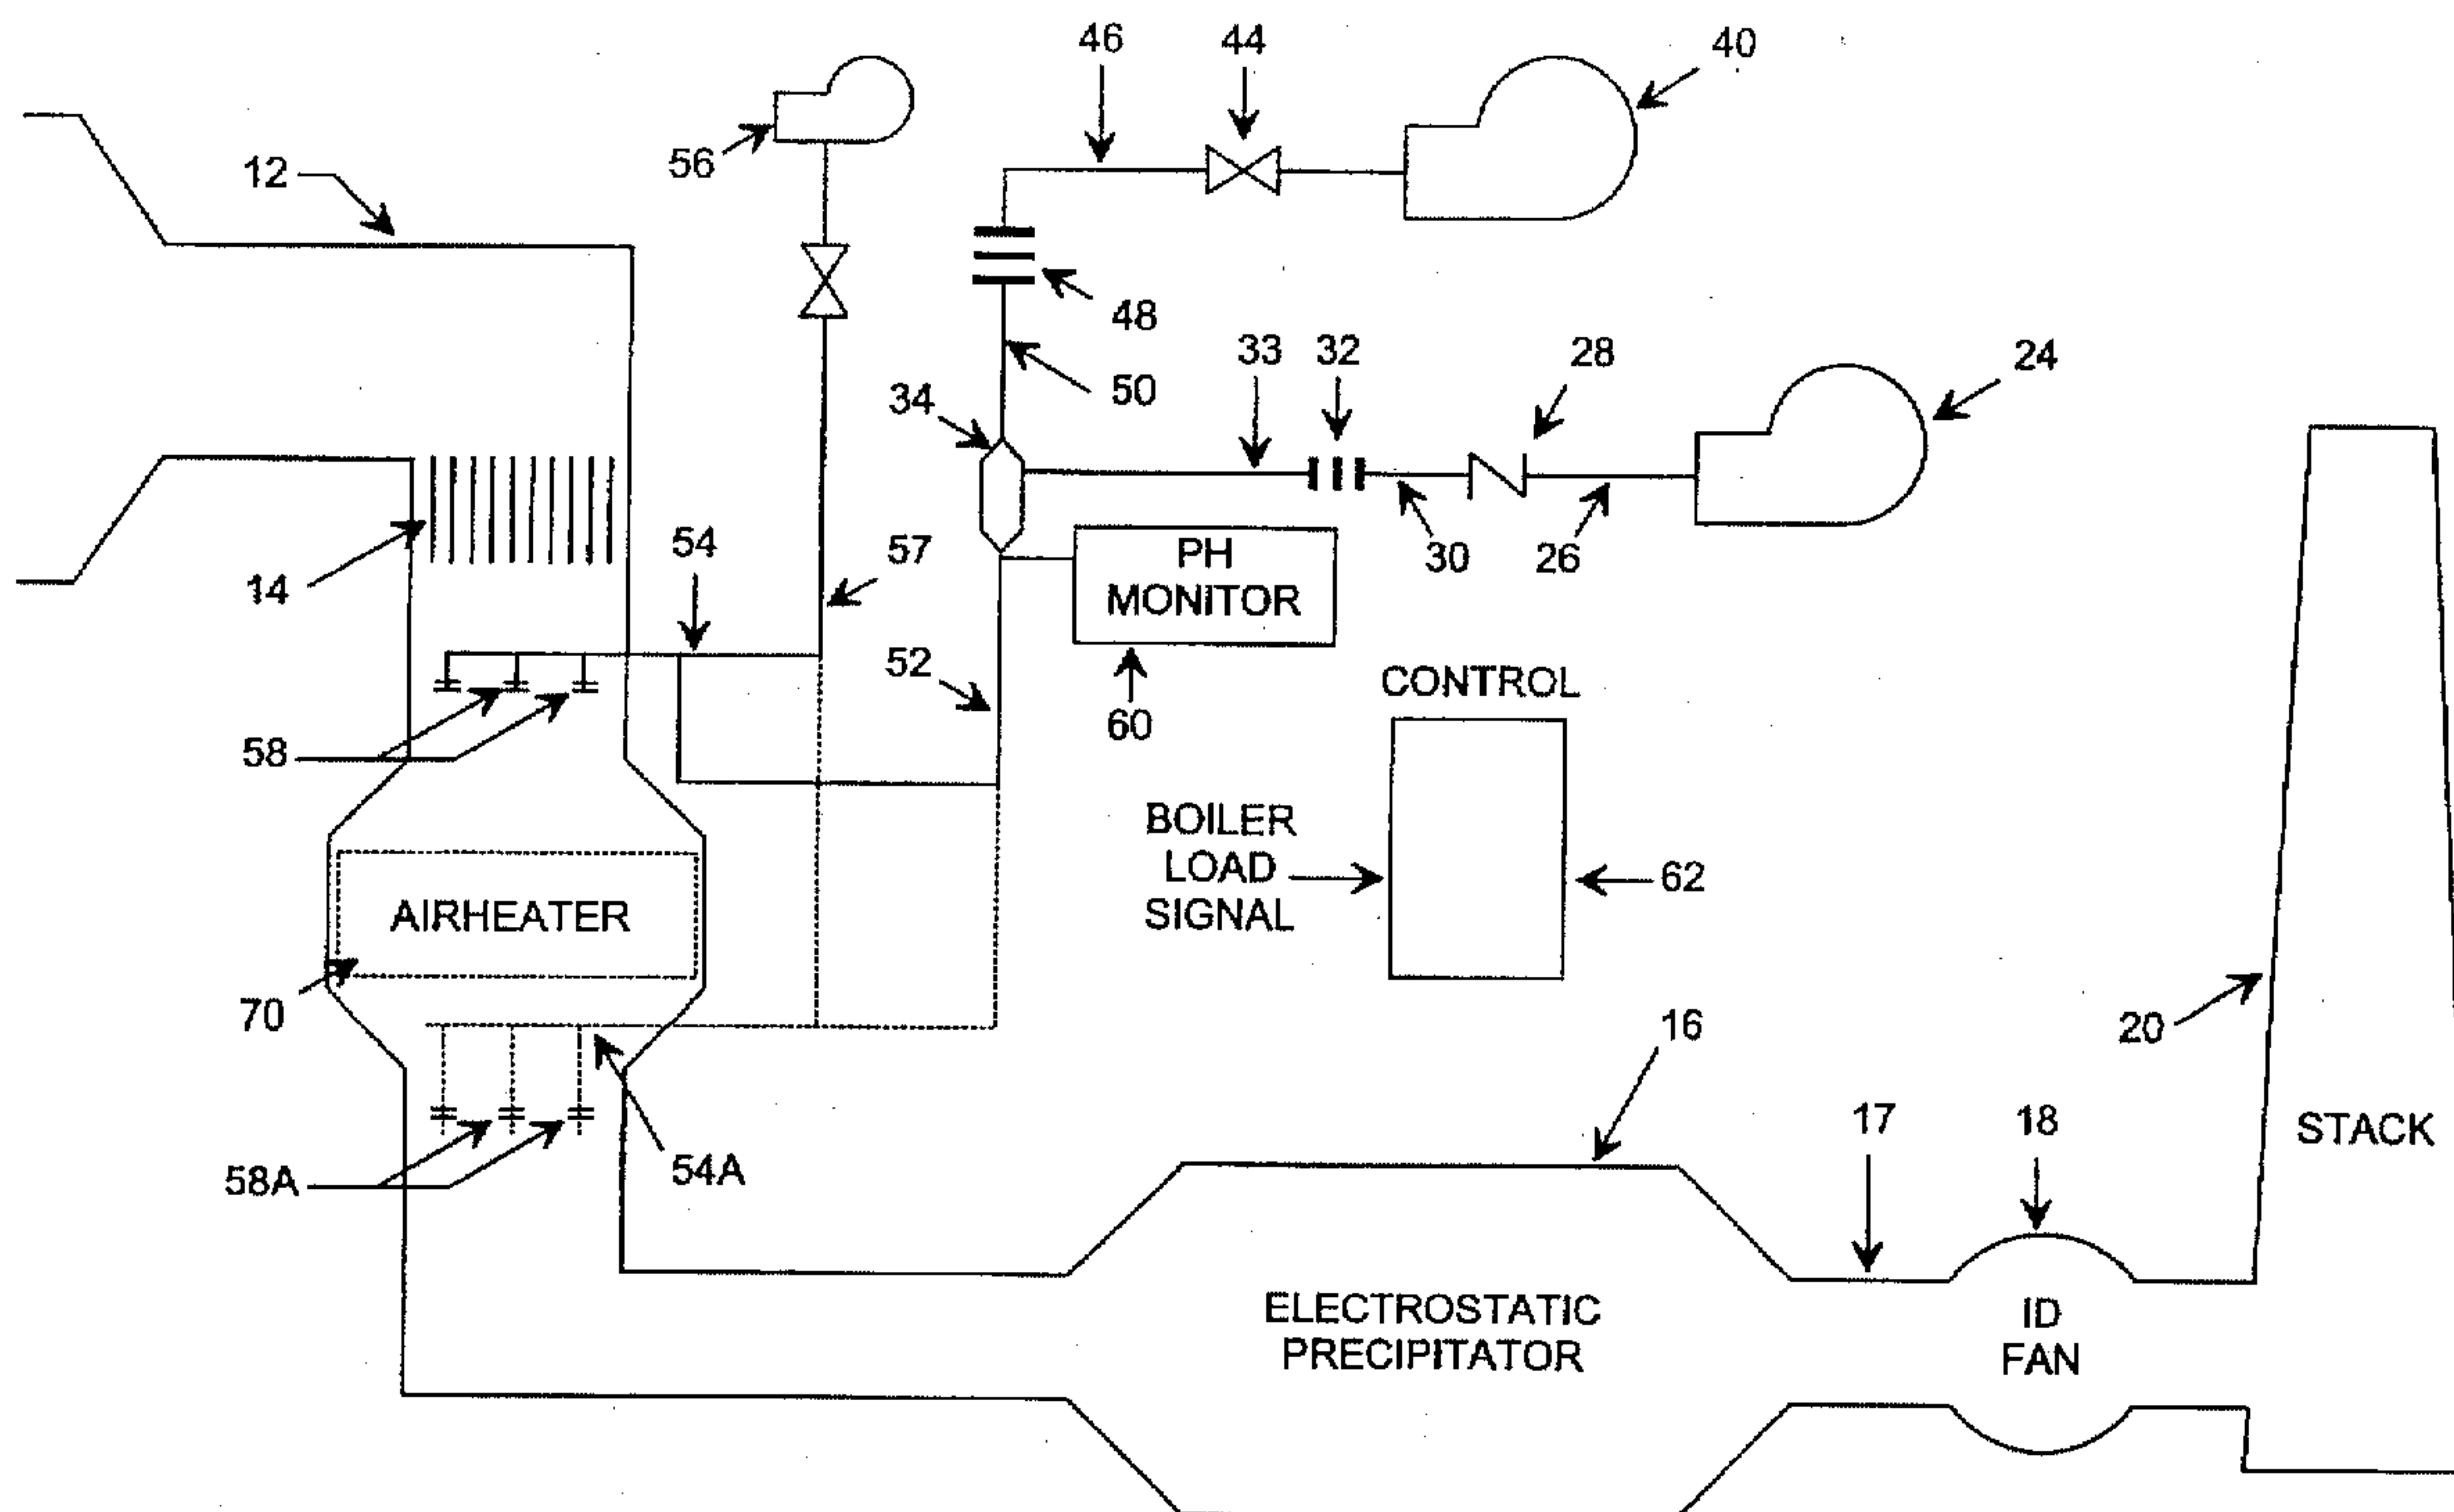 46
44
40
56
12
48
33
32
28
24
50
34
14
54
57
PH
MONITOR
30
26
52
60
CONTROL
58
BOILER
LOAD
SIGNAL
62
AIRHEATER
70
16
20
17
18
STACK
58A
54A
ELECTROSTATIC
PRECIPITATOR
ID
FAN